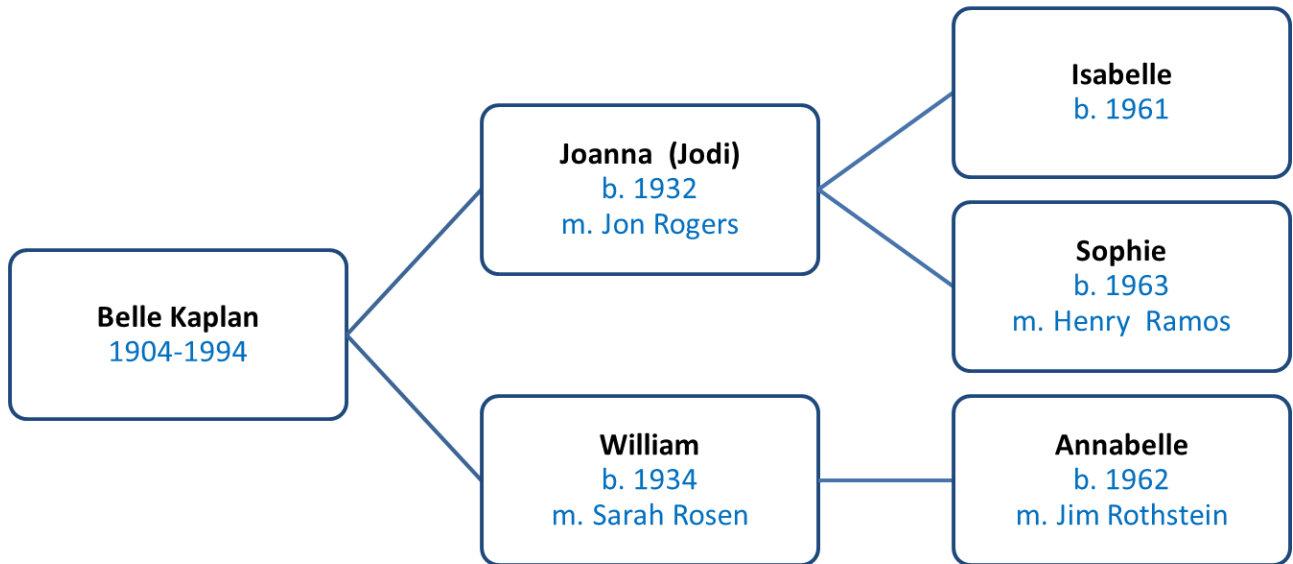 Belle Kaplan
1904-1994
Joanna  (Jodi)
b. 1932
m. Jon Rogers
William
b. 1934
m. Sarah Rosen
Isabelle
b. 1961
Sophie
b. 1963
m. Henry  Ramos
Annabelle
b. 1962
m. Jim Rothstein